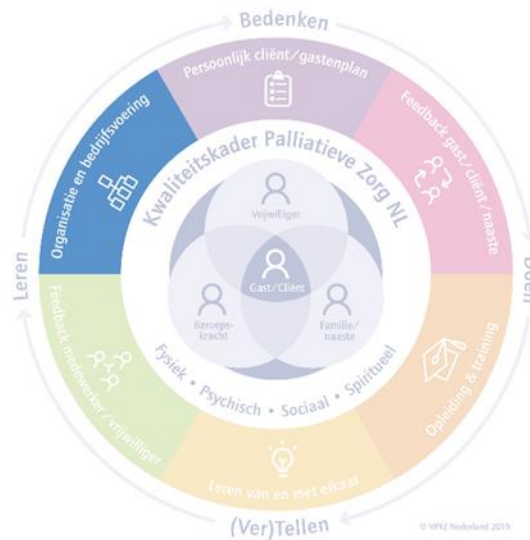 Bedenken
Persoonlijk cliënt/gastenplan
Organisatie en bedrijfsvoering
Feedback gast/cliënt/naaste
Kwaliteitskader Palliatieve Zorg NL
Vrijwilliger
Leren
Doen
Gast/Cliënt
Beroeps-
kracht
Familie/
naaste
Feedback medewerker/vrijwilliger
Opleiding & training
Fysiek • Psychisch • Sociaal • Spiritueel
Leren van en met elkaar
(Ver)Tellen
© VPTZ Nederland 2019